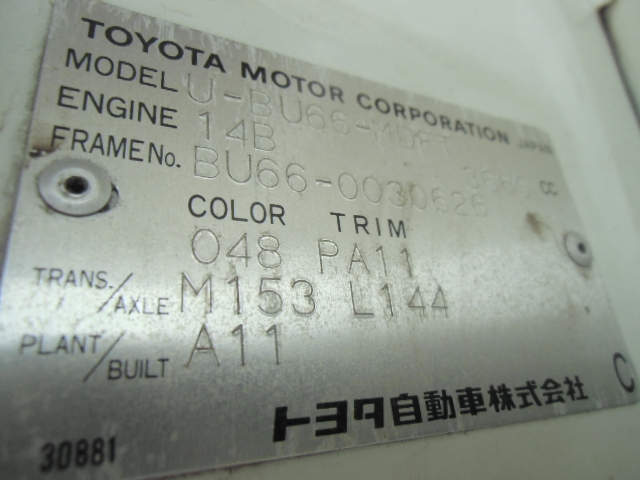 TOYOTA MOTOR CORPORATION JAPAN
MODEL CC
ENGINE 14B
FRAME No. BU66-0030626
COLOR TRIM
048 PA11
TRANS./AXLE M153 L144
PLANT/BUILT A11
C
トヨタ自動車株式会社
30881